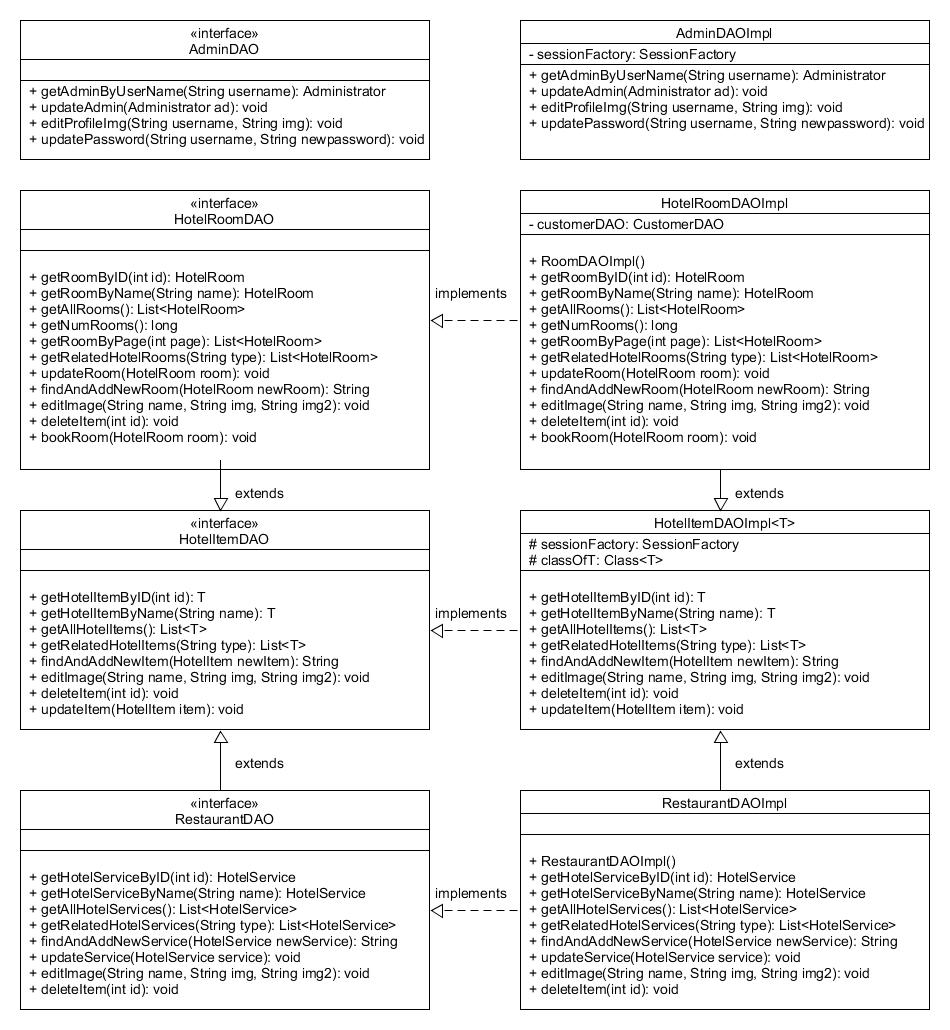 «interface»
AdminDAO
+ getAdminByUserName(String username): Administrator
+ updateAdmin(Administrator ad): void
+ editProfileImg(String username, String img): void
+ updatePassword(String username, String newpassword): void
AdminDAOImpl
- sessionFactory: SessionFactory
+ getAdminByUserName(String username): Administrator
+ updateAdmin(Administrator ad): void
+ editProfileImg(String username, String img): void
+ updatePassword(String username, String newpassword): void
«interface»
HotelRoomDAO
+ getRoomByID(int id): HotelRoom
+ getRoomByName(String name): HotelRoom
+ getAllRooms(): List<HotelRoom>
+ getNumRooms(): long
+ getRoomByPage(int page): List<HotelRoom>
+ getRelatedHotelRooms(String type): List<HotelRoom>
+ updateRoom(HotelRoom room): void
+ findAndAddNewRoom(HotelRoom newRoom): String
+ editImage(String name, String img, String img2): void
+ deleteItem(int id): void
+ bookRoom(HotelRoom room): void
implements
HotelRoomDAOImpl
- customerDAO: CustomerDAO
+ RoomDAOImpl()
+ getRoomByID(int id): HotelRoom
+ getRoomByName(String name): HotelRoom
+ getAllRooms(): List<HotelRoom>
+ getNumRooms(): long
+ getRoomByPage(int page): List<HotelRoom>
+ getRelatedHotelRooms(String type): List<HotelRoom>
+ updateRoom(HotelRoom room): void
+ findAndAddNewRoom(HotelRoom newRoom): String
+ editImage(String name, String img, String img2): void
+ deleteItem(int id): void
+ bookRoom(HotelRoom room): void
extends
extends
«interface»
HotelItemDAO
+ getHotelItemByID(int id): T
+ getHotelItemByName(String name): T
+ getAllHotelItems(): List<T>
+ getRelatedHotelItems(String type): List<T>
+ findAndAddNewItem(HotelItem newItem): String
+ editImage(String name, String img, String img2): void
+ deleteItem(int id): void
+ updateItem(HotelItem item): void
implements
HotelItemDAOImpl<T>
# sessionFactory: SessionFactory
# classOfT: Class<T>
+ getHotelItemByID(int id): T
+ getHotelItemByName(String name): T
+ getAllHotelItems(): List<T>
+ getRelatedHotelItems(String type): List<T>
+ findAndAddNewItem(HotelItem newItem): String
+ editImage(String name, String img, String img2): void
+ deleteItem(int id): void
+ updateItem(HotelItem item): void
extends
extends
«interface»
RestaurantDAO
+ getHotelServiceByID(int id): HotelService
+ getHotelServiceByName(String name): HotelService
+ getAllHotelServices(): List<HotelService>
+ getRelatedHotelServices(String type): List<HotelService>
+ findAndAddNewService(HotelService newService): String
+ updateService(HotelService service): void
+ editImage(String name, String img, String img2): void
+ deleteItem(int id): void
implements
RestaurantDAOImpl
+ RestaurantDAOImpl()
+ getHotelServiceByID(int id): HotelService
+ getHotelServiceByName(String name): HotelService
+ getAllHotelServices(): List<HotelService>
+ getRelatedHotelServices(String type): List<HotelService>
+ findAndAddNewService(HotelService newService): String
+ updateService(HotelService service): void
+ editImage(String name, String img, String img2): void
+ deleteItem(int id): void